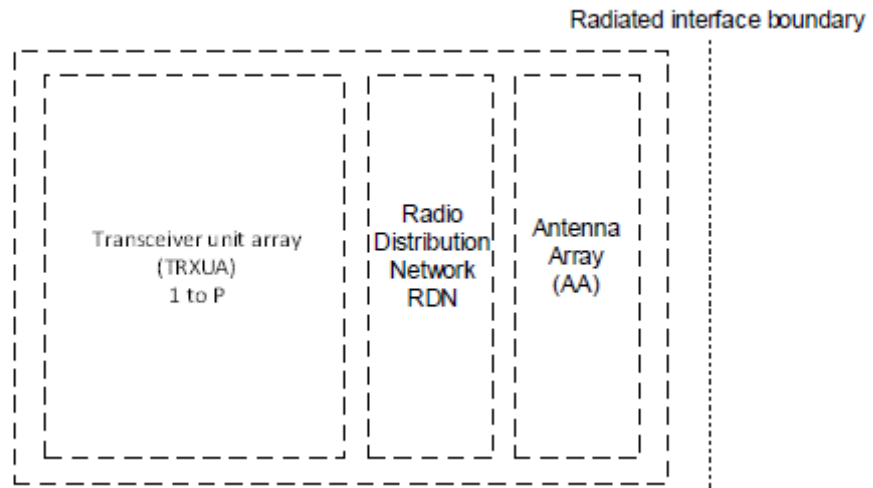 Radiated interface boundary
Transceiver unit array
(TRXUA)
1 to P
Radio
Distribution
Network
RDN
Antenna
Array
(AA)